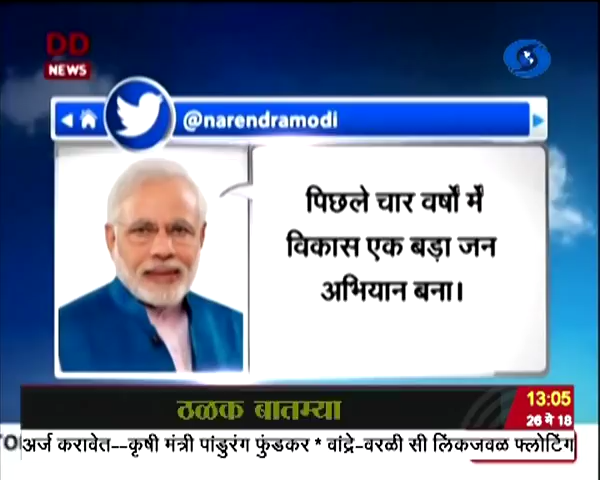 DD
NEWS
@narendramodi
पिछले चार वर्षों में
विकास एक बड़ा जन
अभियान बना।
ठळक बातम्या
13:05
26 मे 18
अर्ज करावेत--कृषी मंत्री पांडुरंग फुंडकर * वांद्रे-वरळी सी लिंकजवळ फ्लोटिंग